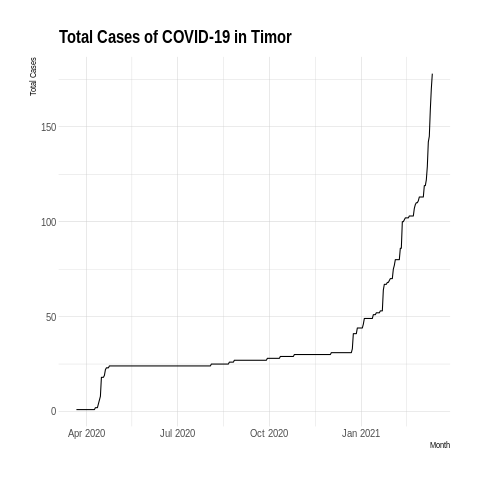 Total Cases of COVID-19 in Timor
Total Cases
150
100
50
0
Apr 2020 Jul 2020 Oct 2020 Jan 2021
Month